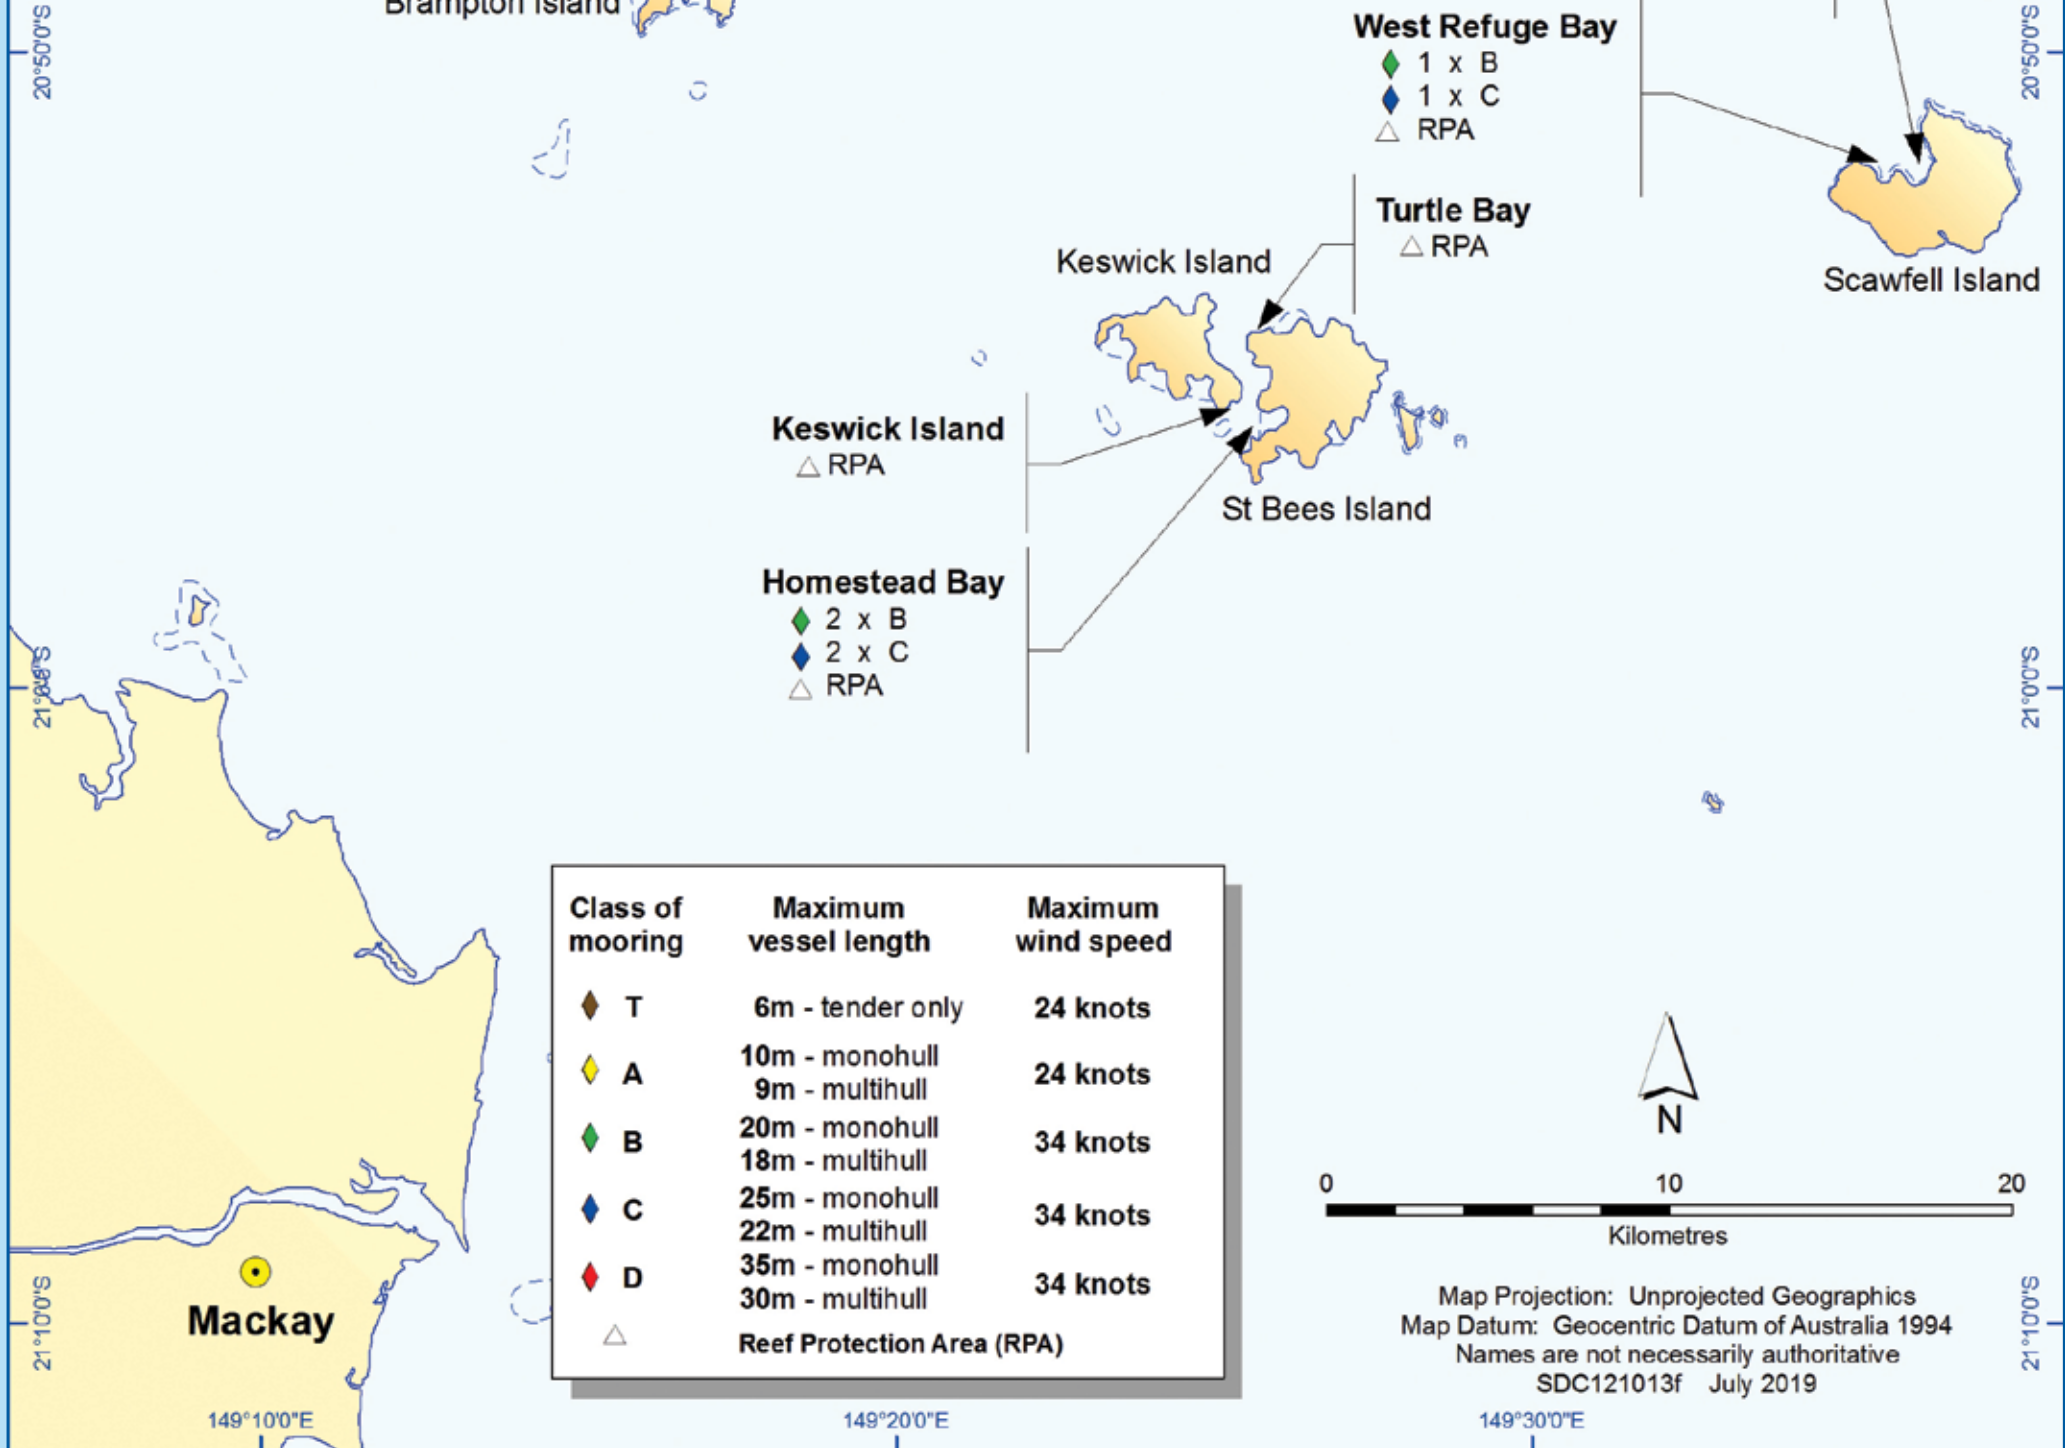 Brampton Island
West Refuge Bay
1 x B
1 x C
RPA
20°50'0"S
20°50'0"S
Turtle Bay
RPA
Keswick Island
Scawfell Island
Keswick Island
RPA
St Bees Island
Homestead Bay
2 x B
2 x C
RPA
21°0'0"S
21°0'0"S
Class of mooring
Maximum vessel length
Maximum wind speed
T 6m - tender only 24 knots
A 10m - monohull 24 knots
9m - multihull
B 20m - monohull 34 knots
18m - multihull
C 25m - monohull 34 knots
22m - multihull
D 35m - monohull 34 knots
30m - multihull
Reef Protection Area (RPA)
N
0 10 20
Kilometres
Mackay
Map Projection: Unprojected Geographics
Map Datum: Geocentric Datum of Australia 1994
Names are not necessarily authoritative
SDC121013f July 2019
21°10'0"S
21°10'0"S
149°10'0"E
149°20'0"E
149°30'0"E